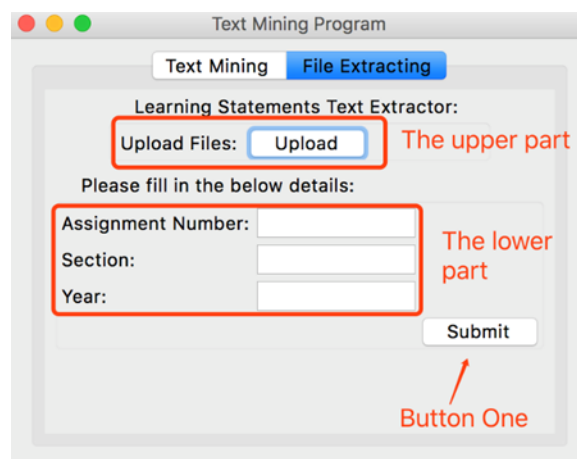 Text Mining Program
Text Mining File Extracting
Learning Statements Text Extractor:
Upload Files: Upload The upper part
Please fill in the below details:
Assignment Number:
The lower
Section:
part
Year:
Submit
Button One